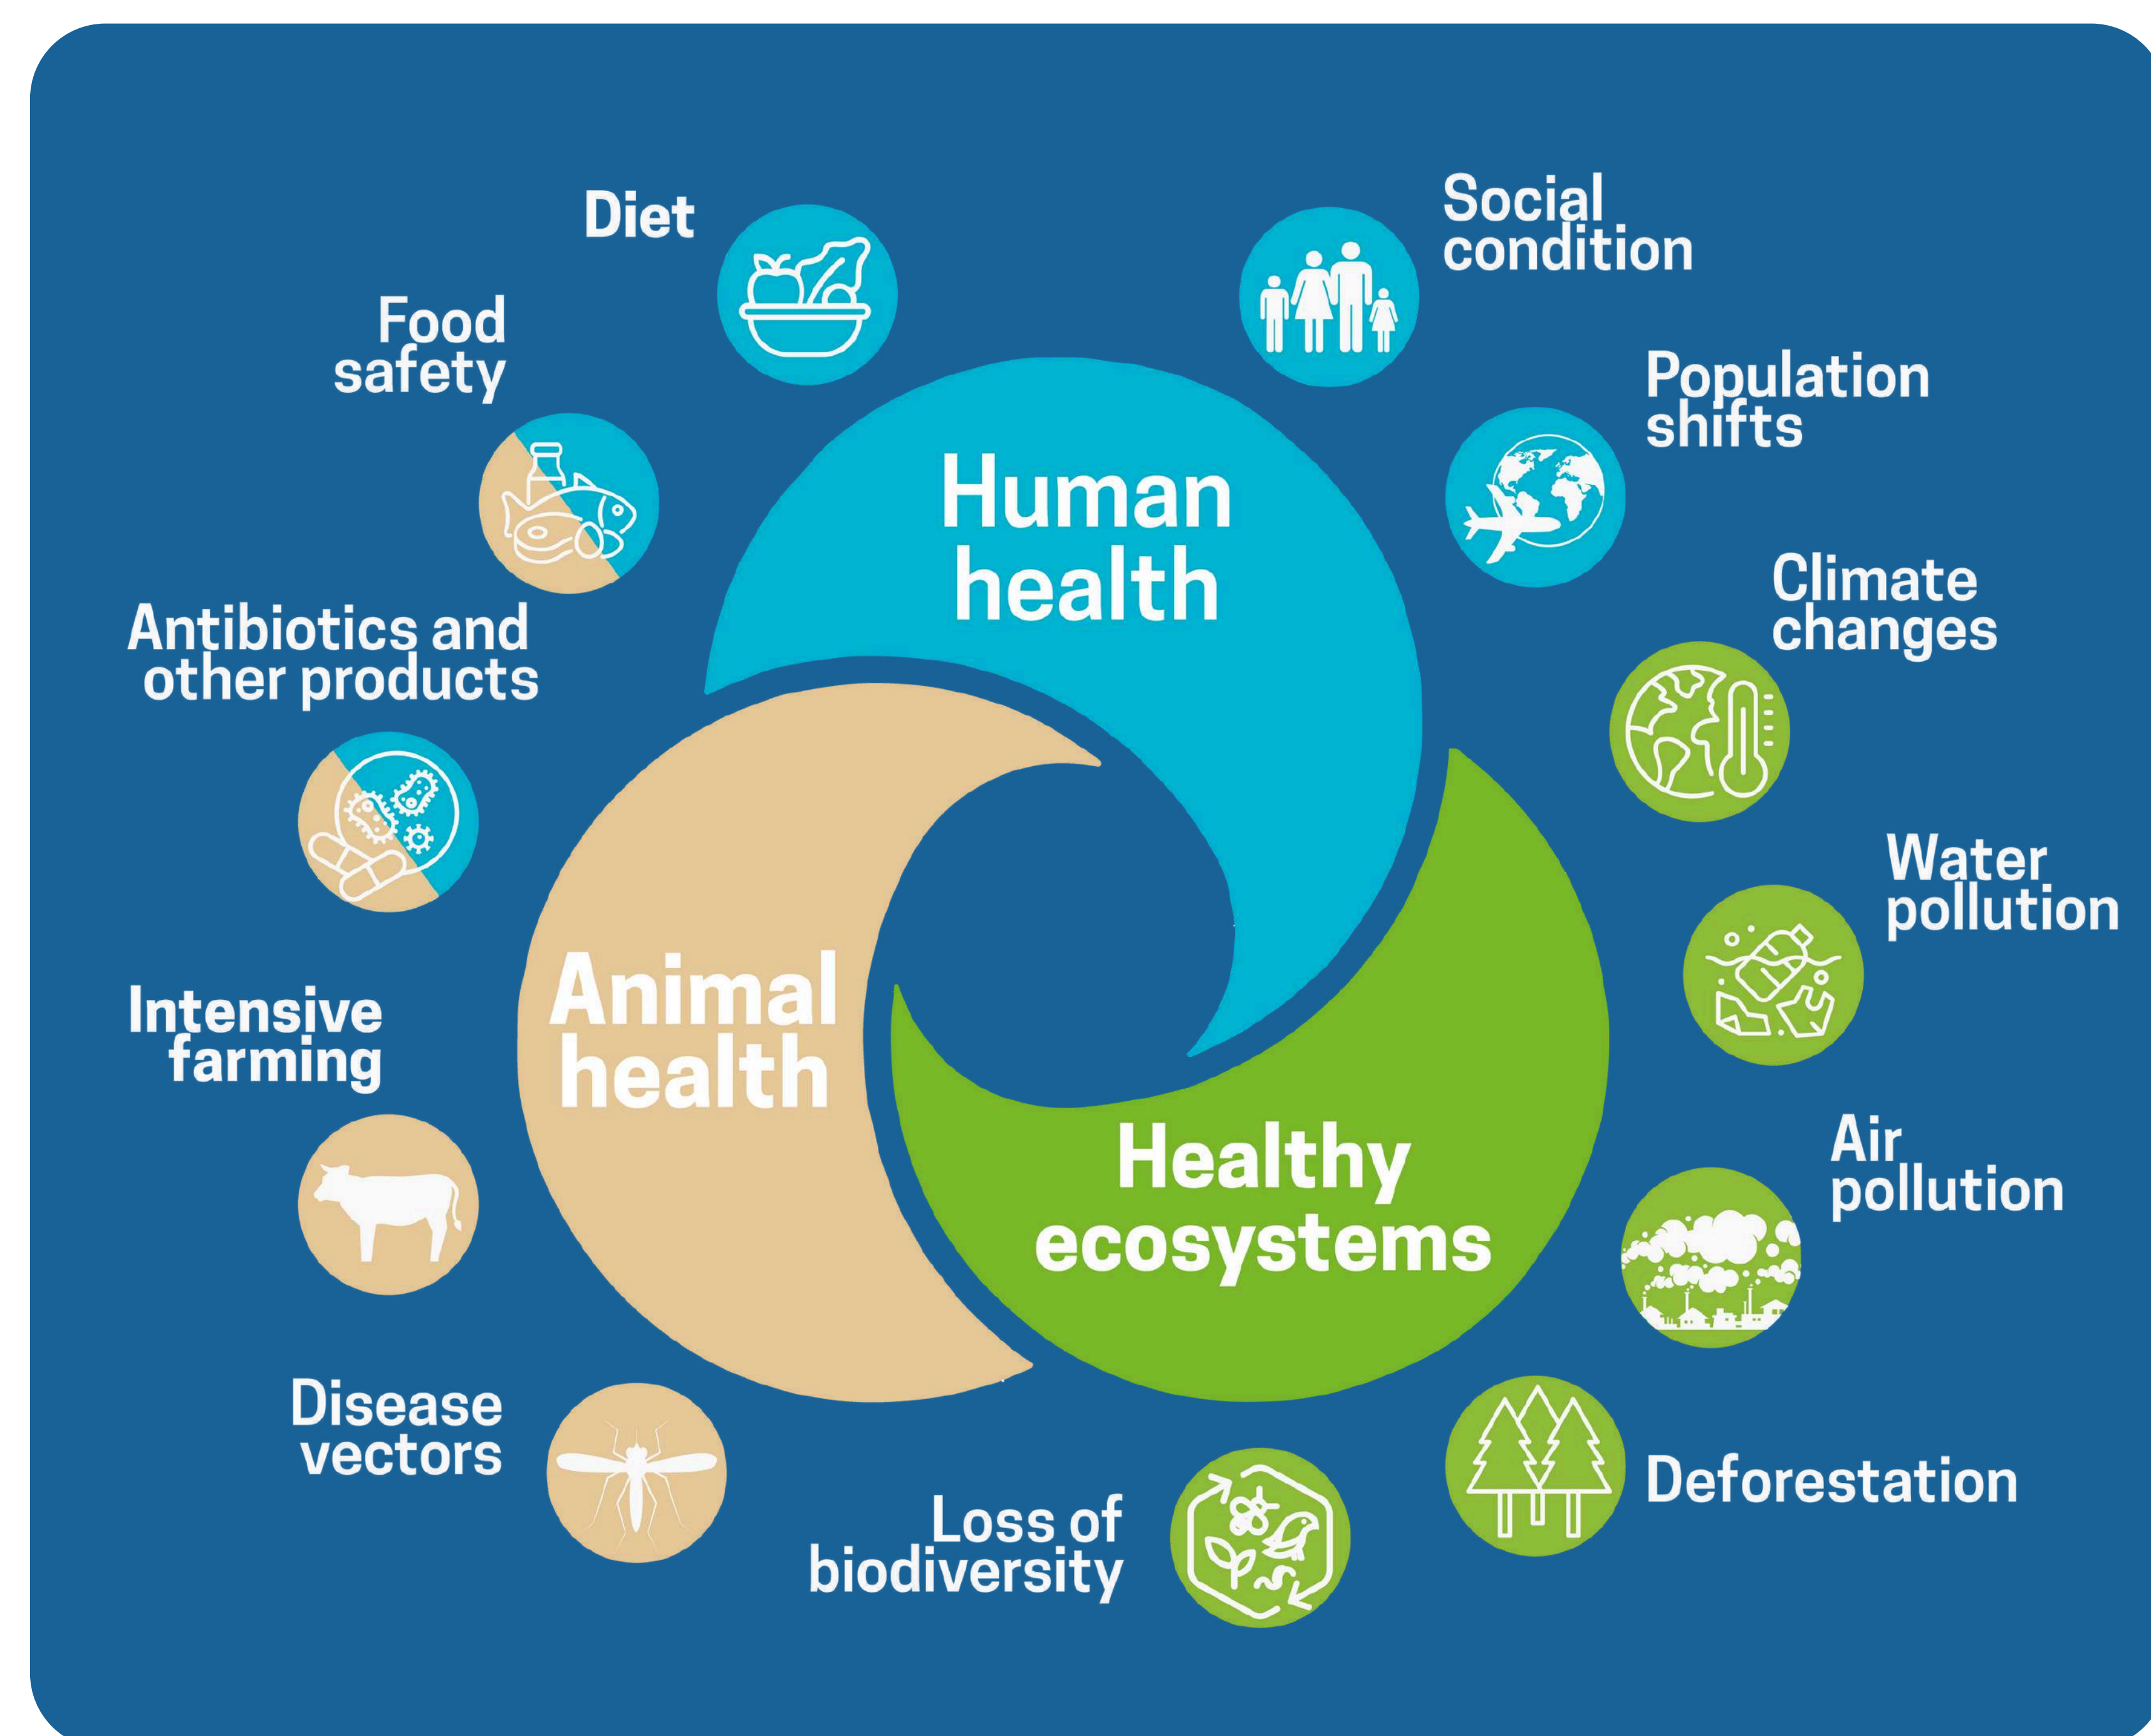 Diet
Social
condition
Food
safety
Population
shifts
Human
health
Climate
changes
Antibiotics and
other products
Water
pollution
Animal
health
Intensive
farming
Healthy
ecosystems
Air
pollution
Disease
vectors
Deforestation
Loss of
biodiversity